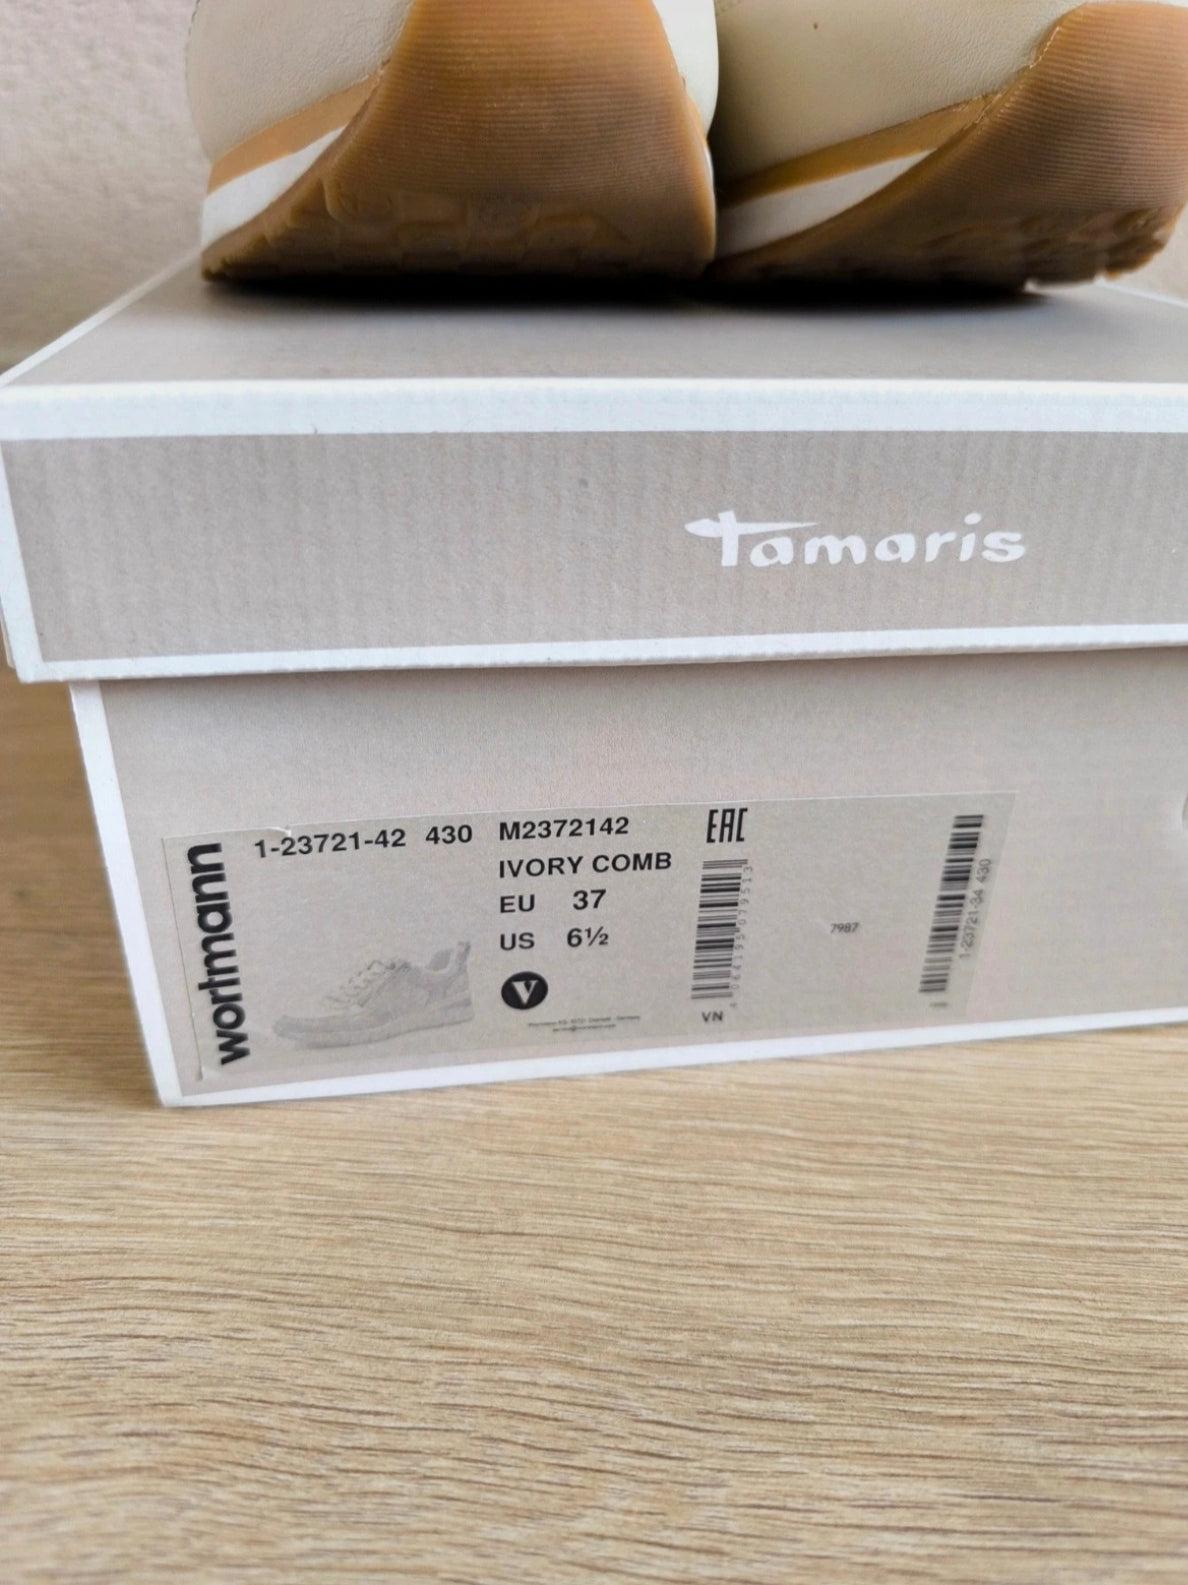 Tamaris
wortmann
1-23721-42 430
M2372142
IVORY COMB
EU 37
US 6½
V
EAC
4064193079513
VN
7987
1-23721-34 430